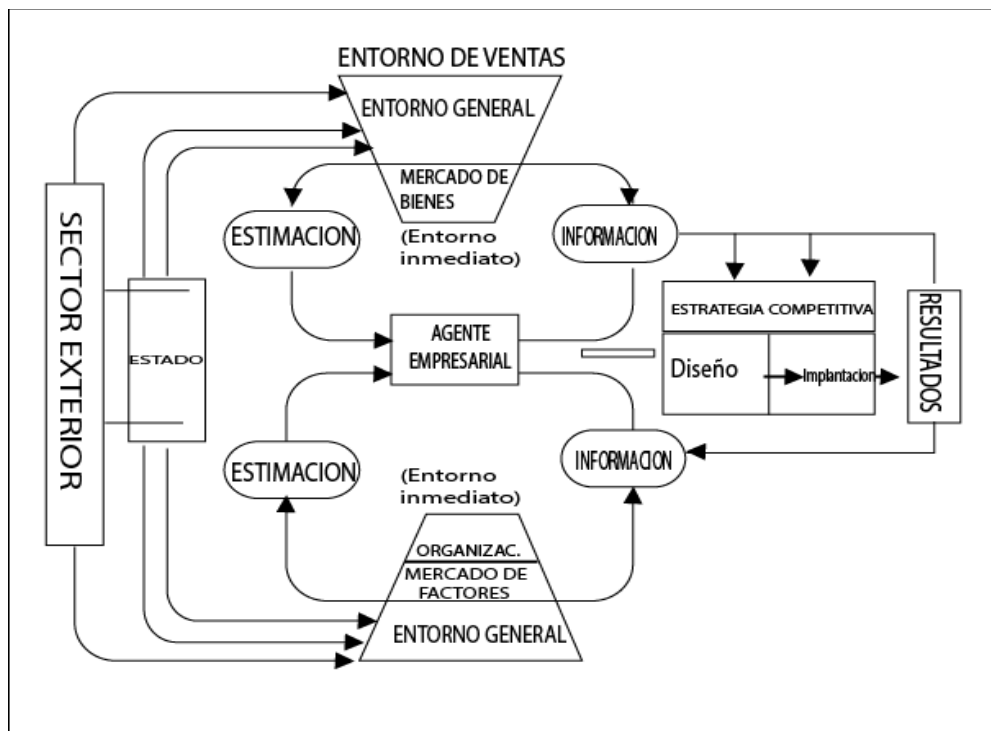 ENTORNO DE VENTAS
ENTORNO GENERAL
MERCADO DE
BIENES
(Entorno
inmediato)
ESTIMACION
INFORMACION
SECTOR EXTERIOR
ESTADO
AGENTE
EMPRESARIAL
ESTRATEGIA COMPETITIVA
Diseño
Implantacion
RESULTADOS
ESTIMACION
INFORMACION
(Entorno
inmediato)
ORGANIZAC.
MERCADO DE
FACTORES
ENTORNO GENERAL